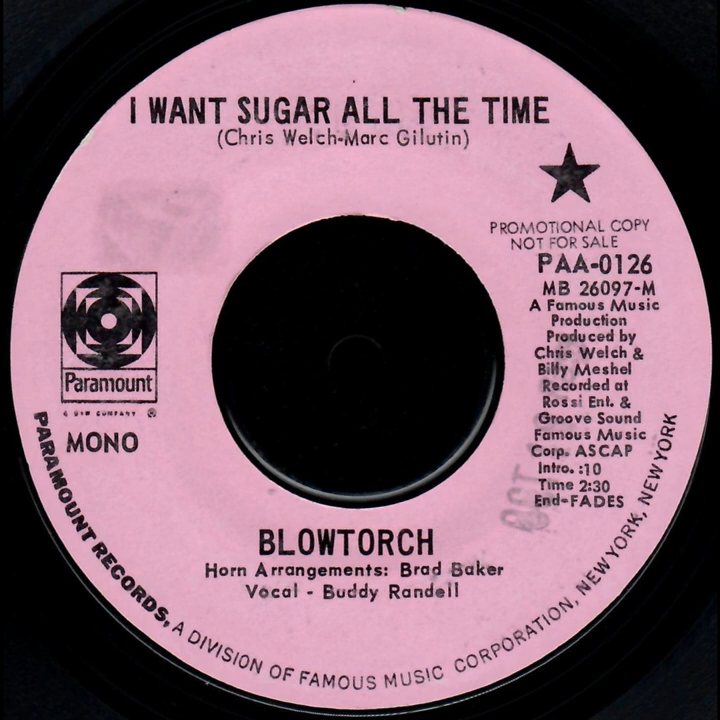 I WANT SUGAR ALL THE TIME
(Chris Welch-Marc Gilutin)
PROMOTIONAL COPY
NOT FOR SALE
PAA-0126
MB 26097-M
A Famous Music
Production
Produced by
Chris Welch &
Billy Meshel
Recorded at
Rossi Ent. &
Groove Sound
Famous Music
Corp. ASCAP
Intro. :10
Time 2:30
End-FADES
Paramount
A G+W COMPANY ®
MONO
BLOWTORCH
Horn Arrangements: Brad Baker
Vocal - Buddy Randell
PARAMOUNT RECORDS, A DIVISION OF FAMOUS MUSIC CORPORATION, NEW YORK, NEW YORK
OCT